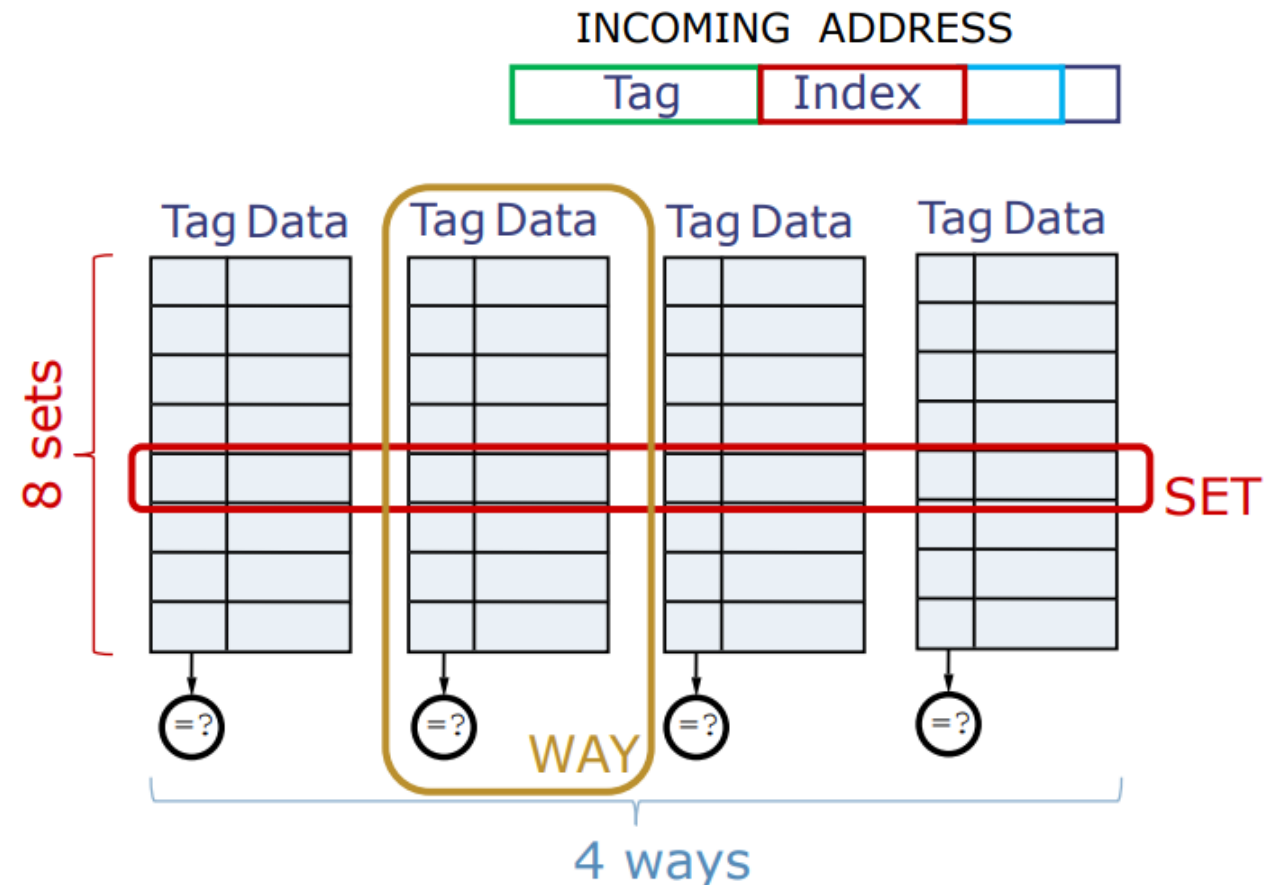 INCOMING ADDRESS
Tag Index
Tag Data Tag Data Tag Data Tag Data
8 sets
SET
=? =? =? =?
WAY
4 ways